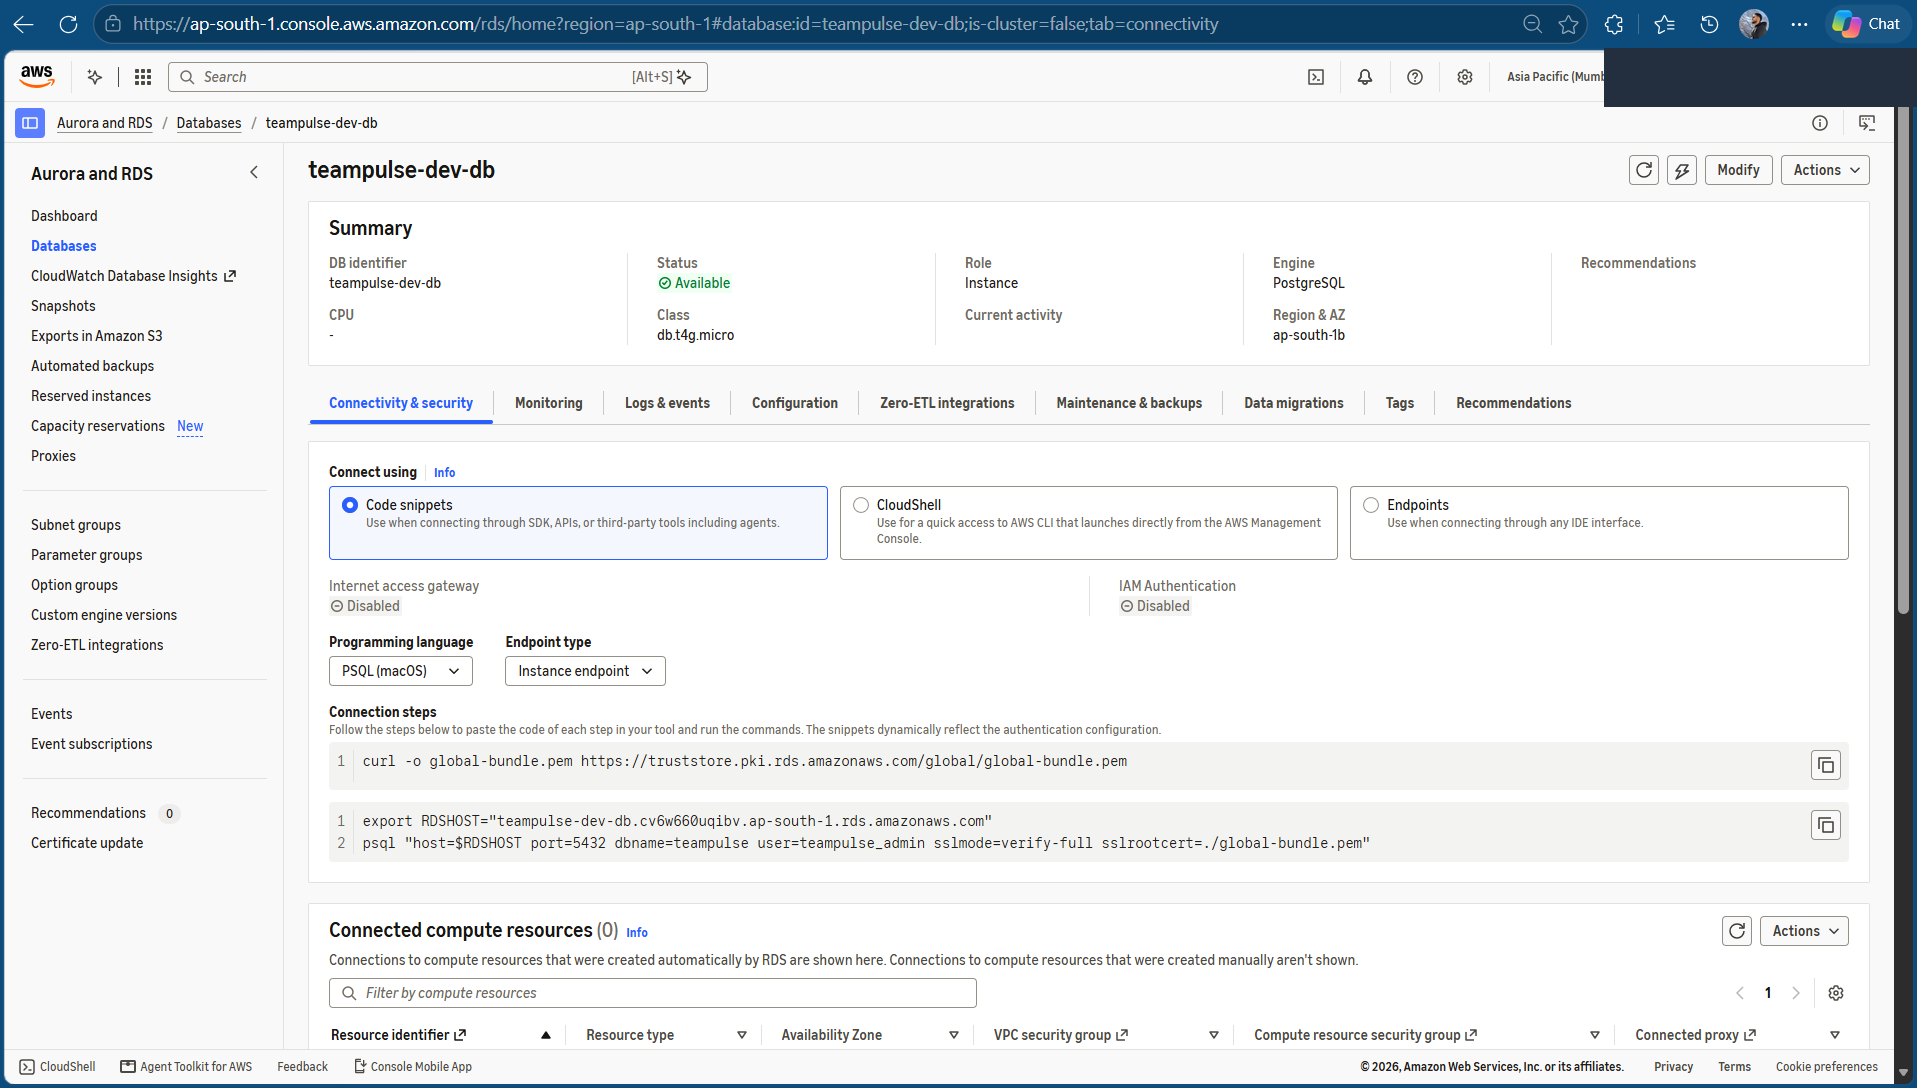 https://ap-south-1.console.aws.amazon.com/rds/home?region=ap-south-1#database:id=teampulse-dev-db;is-cluster=false;tab=connectivity
Chat
aws
Search
[Alt+S]
Asia Pacific (Mumb
Aurora and RDS / Databases / teampulse-dev-db
Aurora and RDS
Dashboard
Databases
CloudWatch Database Insights
Snapshots
Exports in Amazon S3
Automated backups
Reserved instances
Capacity reservations New
Proxies
Subnet groups
Parameter groups
Option groups
Custom engine versions
Zero-ETL integrations
Events
Event subscriptions
Recommendations 0
Certificate update
teampulse-dev-db
Modify
Actions
Summary
DB identifier
teampulse-dev-db
CPU
-
Status
Available
Class
db.t4g.micro
Role
Instance
Current activity
Engine
PostgreSQL
Region & AZ
ap-south-1b
Recommendations
Connectivity & security
Monitoring
Logs & events
Configuration
Zero-ETL integrations
Maintenance & backups
Data migrations
Tags
Recommendations
Connect using Info
Code snippets
Use when connecting through SDK, APIs, or third-party tools including agents.
CloudShell
Use for a quick access to AWS CLI that launches directly from the AWS Management
Console.
Endpoints
Use when connecting through any IDE interface.
Internet access gateway
Disabled
IAM Authentication
Disabled
Programming language
PSQL (macOS)
Endpoint type
Instance endpoint
Connection steps
Follow the steps below to paste the code of each step in your tool and run the commands. The snippets dynamically reflect the authentication configuration.
1 curl -o global-bundle.pem https://truststore.pki.rds.amazonaws.com/global/global-bundle.pem
1 export RDSHOST="teampulse-dev-db.cv6w660uqibv.ap-south-1.rds.amazonaws.com"
2 psql "host=$RDSHOST port=5432 dbname=teampulse user=teampulse_admin sslmode=verify-full sslrootcert=./global-bundle.pem"
Connected compute resources (0) Info
Actions
Connections to compute resources that were created automatically by RDS are shown here. Connections to compute resources that were created manually aren't shown.
Filter by compute resources
1
Resource identifier
Resource type
Availability Zone
VPC security group
Compute resource security group
Connected proxy
CloudShell
Agent Toolkit for AWS
Feedback
Console Mobile App
© 2026, Amazon Web Services, Inc. or its affiliates.
Privacy
Terms
Cookie preferences